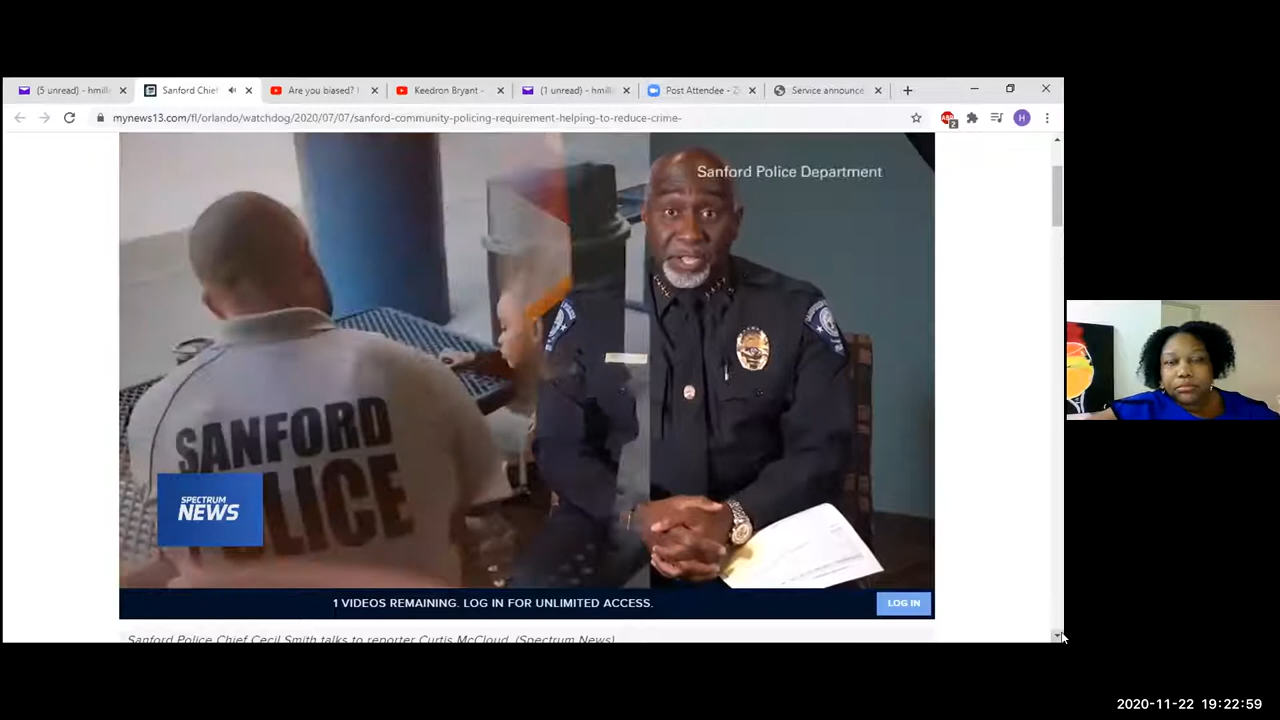 (5 unread) - hmill
Sanford Chief
Are you biased? I
Keedron Bryant -
(1 unread) - hmill
Post Attendee - Z
Service announce
mynews13.com/fl/orlando/watchdog/2020/07/07/sanford-community-policing-requirement-helping-to-reduce-crime-
ABP
2
H
Sanford Police Department
SANFORD
LICE
SPECTRUM
NEWS
1 VIDEOS REMAINING. LOG IN FOR UNLIMITED ACCESS.
LOG IN
Sanford Police Chief Cecil Smith talks to reporter Curtis McCloud. (Spectrum News)
2020-11-22 19:22:59